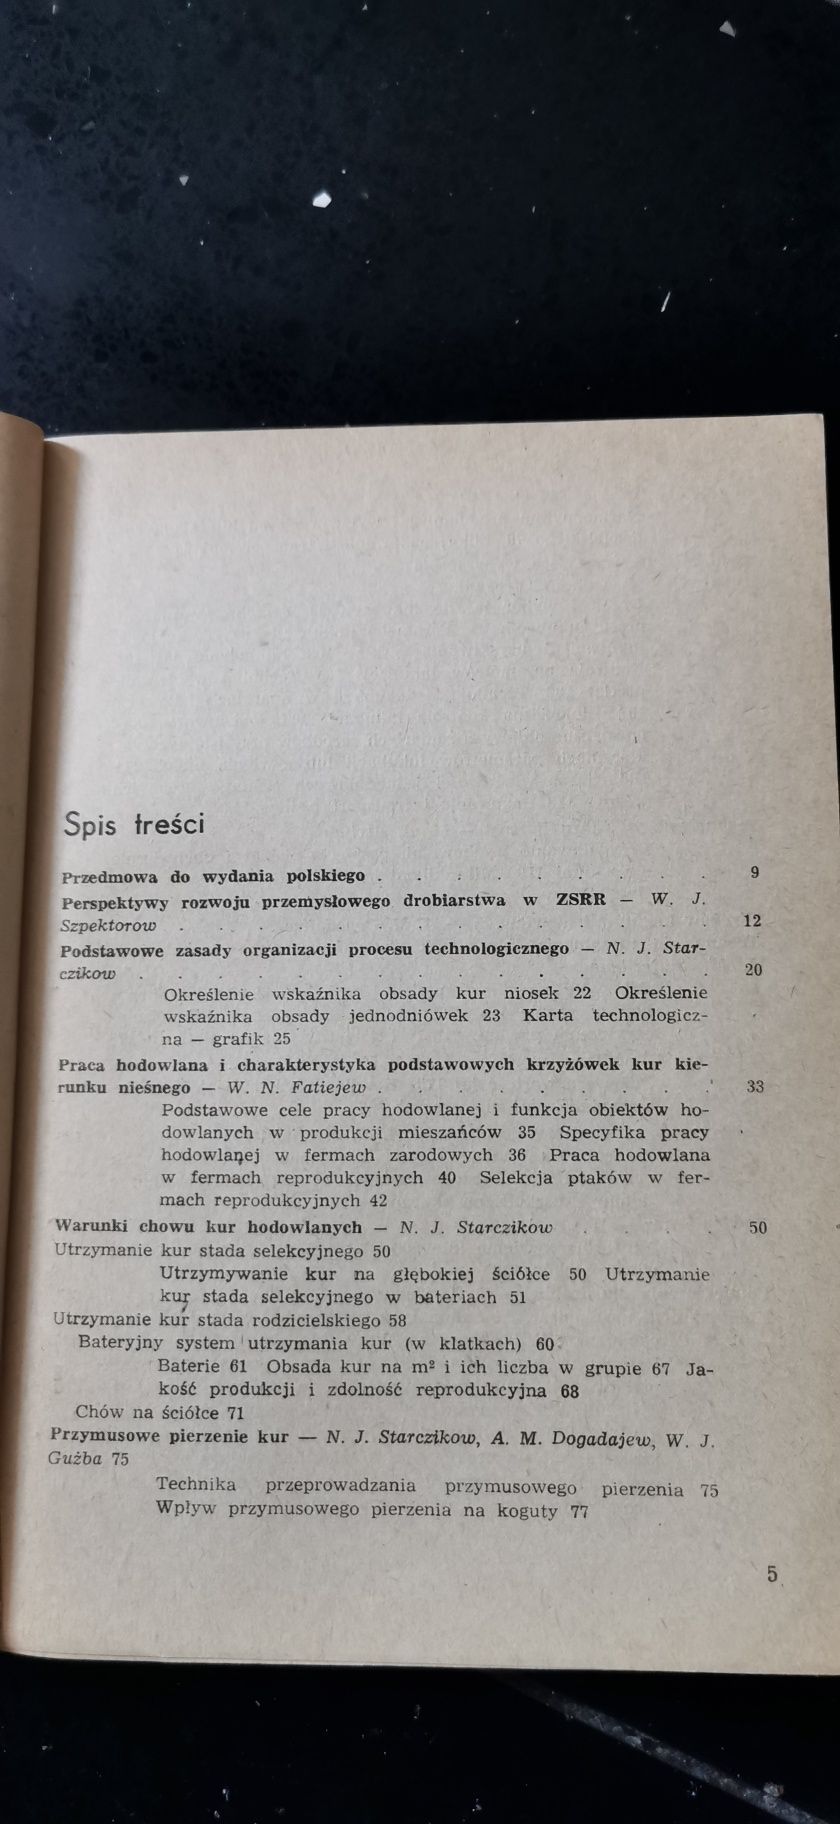 Spis treści
Przedmowa do wydania polskiego . . . . . . . . . 9
Perspektywy rozwoju przemysłowego drobiarstwa w ZSRR — W. J.
Szpektorow . . . . . . . . . . . . . . 12
Podstawowe zasady organizacji procesu technologicznego — N. J. Star-
czikow . . . . . . . . . . . . . . . 20
Określenie wskaźnika obsady kur niosek 22 Określenie
wskaźnika obsady jednodniówek 23 Karta technologicz-
na — grafik 25
Praca hodowlana i charakterystyka podstawowych krzyżówek kur kie-
runku nieśnego — W. N. Fatiejew . . . . . . . . . 33
Podstawowe cele pracy hodowlanej i funkcja obiektów ho-
dowlanych w produkcji mieszańców 35 Specyfika pracy
hodowlanej w fermach zarodowych 36 Praca hodowlana
w fermach reprodukcyjnych 40 Selekcja ptaków w fer-
mach reprodukcyjnych 42
Warunki chowu kur hodowlanych — N. J. Starczikow . . . . 50
Utrzymanie kur stada selekcyjnego 50
Utrzymywanie kur na głębokiej ściółce 50 Utrzymanie
kur stada selekcyjnego w bateriach 51
Utrzymanie kur stada rodzicielskiego 58
Bateryjny system utrzymania kur (w klatkach) 60
Baterie 61 Obsada kur na m² i ich liczba w grupie 67 Ja-
kość produkcji i zdolność reprodukcyjna 68
Chów na ściółce 71
Przymusowe pierzenie kur — N. J. Starczikow, A. M. Dogadajew, W. J.
Gużba 75
Technika przeprowadzania przymusowego pierzenia 75
Wpływ przymusowego pierzenia na koguty 77
5